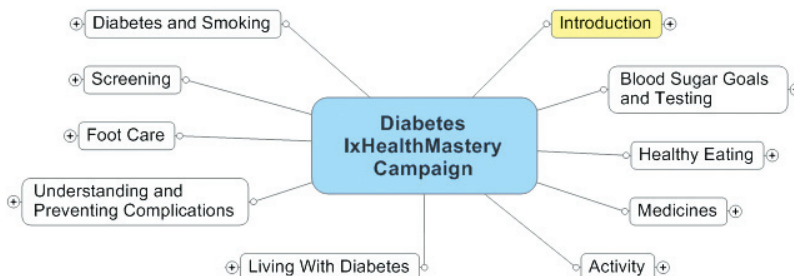 Diabetes and Smoking
Introduction
Screening
Blood Sugar Goals
and Testing
Diabetes
IxHealthMastery
Campaign
Foot Care
Healthy Eating
Understanding and
Preventing Complications
Medicines
Living With Diabetes
Activity